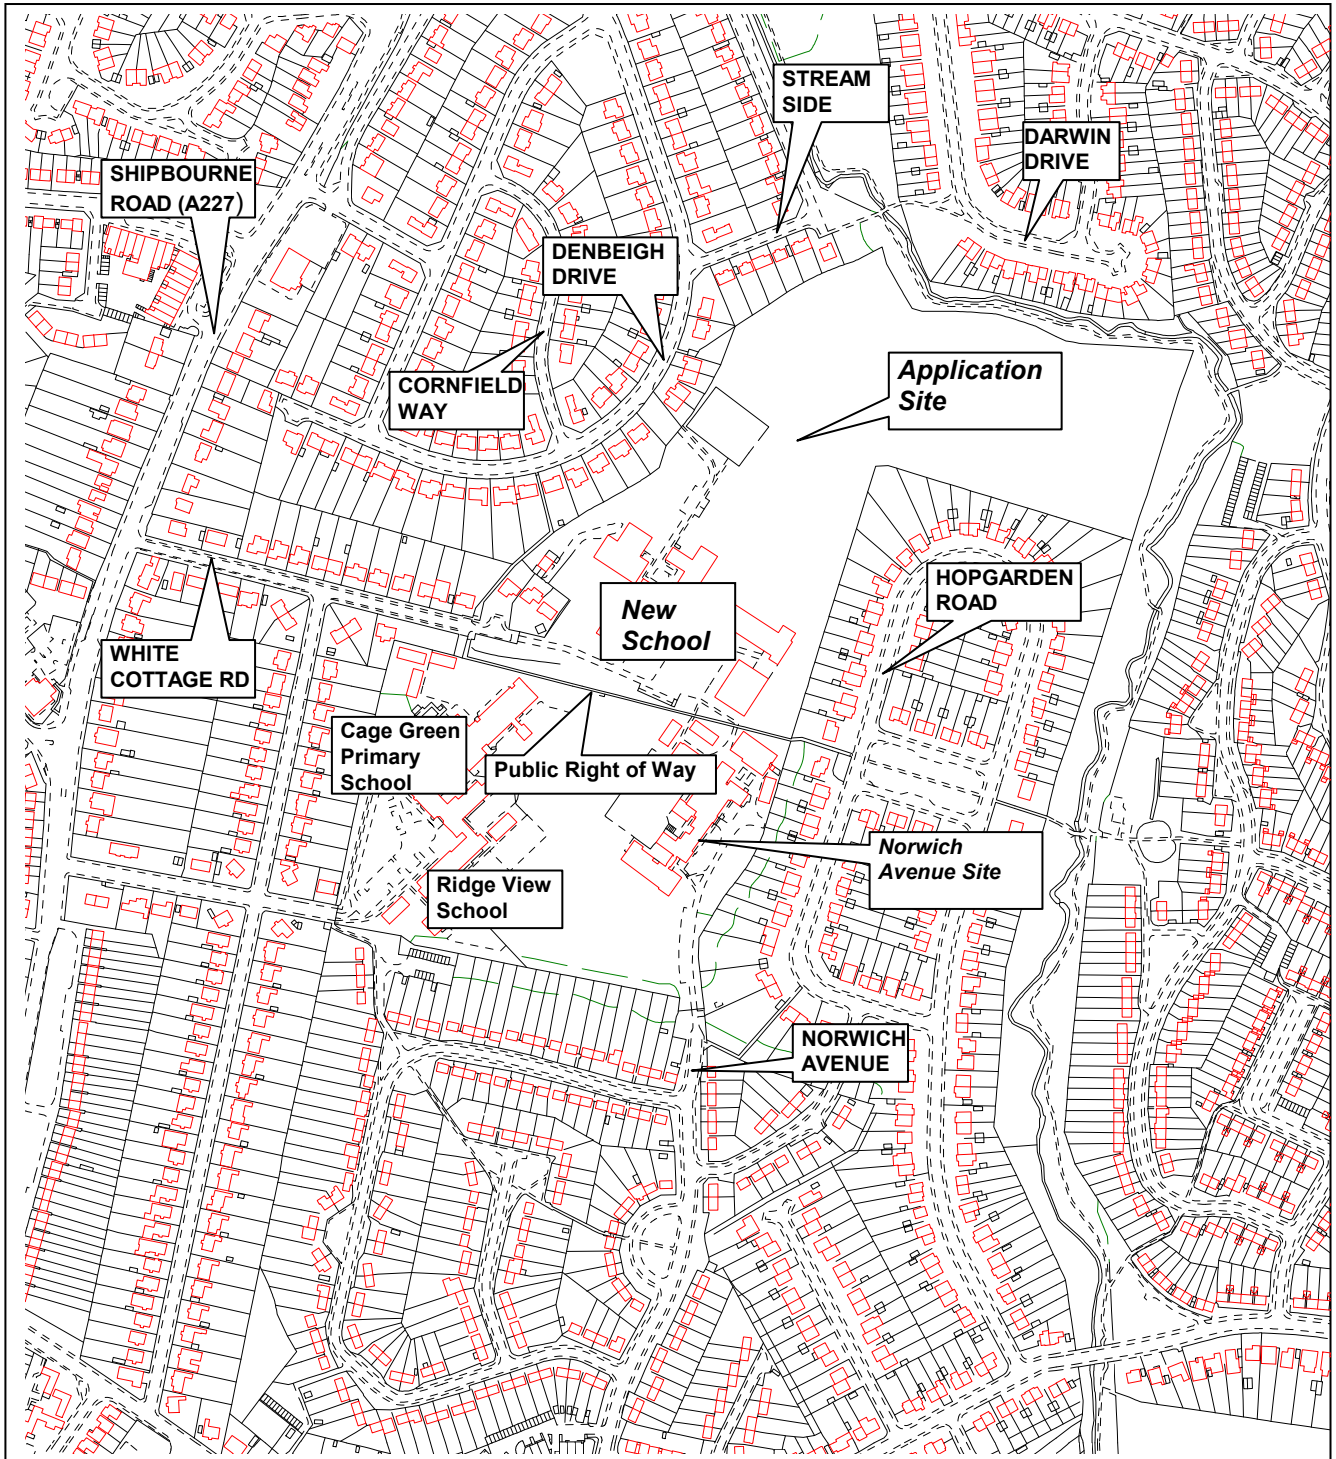 STREAM
SIDE
DARWIN
DRIVE
SHIPBOURNE
ROAD (A227)
DENBEIGH
DRIVE
CORNFIELD
WAY
Application
Site
HOPGARDEN
ROAD
New
School
WHITE
COTTAGE RD
Cage Green
Primary
School
Public Right of Way
Norwich
Avenue Site
Ridge View
School
NORWICH
AVENUE